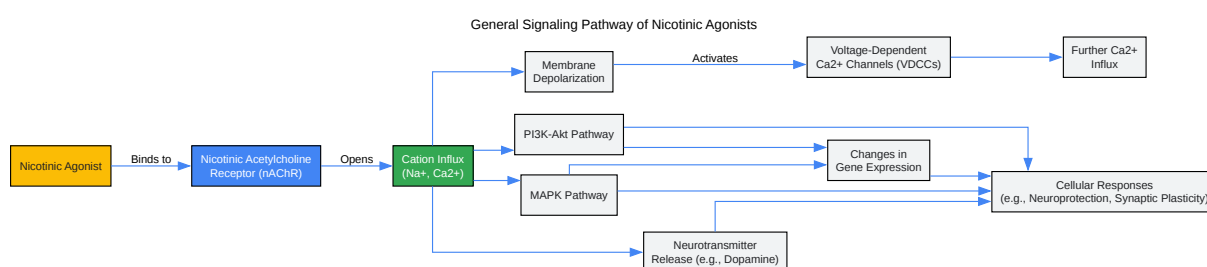 General Signaling Pathway of Nicotinic Agonists
Membrane
Depolarization
Activates
Voltage-Dependent
Ca2+ Channels (VDCCs)
Further Ca2+
Influx
PI3K-Akt Pathway
Nicotinic Agonist
Binds to
Nicotinic Acetylcholine
Receptor (nAChR)
Opens
Cation Influx
(Na+, Ca2+)
Changes in
Gene Expression
MAPK Pathway
Cellular Responses
(e.g., Neuroprotection, Synaptic Plasticity)
Neurotransmitter
Release (e.g., Dopamine)